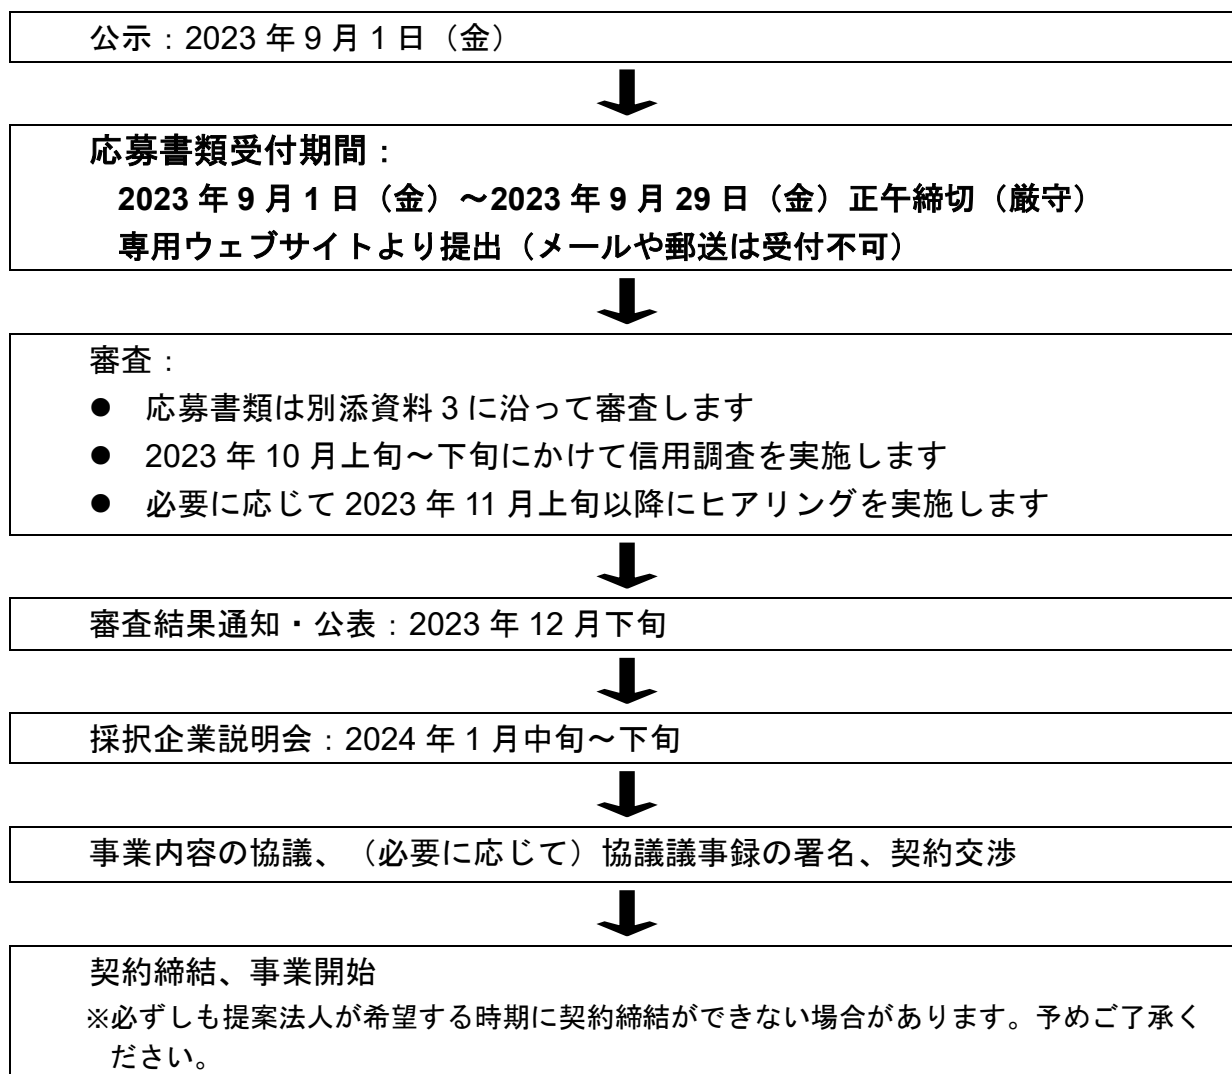 公示：2023 年 9 月 1 日（金）
応募書類受付期間：
2023 年 9 月 1 日（金）～2023 年 9 月 29 日（金）正午締切（厳守）
専用ウェブサイトより提出（メールや郵送は受付不可）
審査：
● 応募書類は別添資料 3 に沿って審査します
● 2023 年 10 月上旬～下旬にかけて信用調査を実施します
● 必要に応じて 2023 年 11 月上旬以降にヒアリングを実施します
審査結果通知・公表：2023 年 12 月下旬
採択企業説明会：2024 年 1 月中旬～下旬
事業内容の協議、（必要に応じて）協議議事録の署名、契約交渉
契約締結、事業開始
※必ずしも提案法人が希望する時期に契約締結ができない場合があります。予めご了承く
ださい。